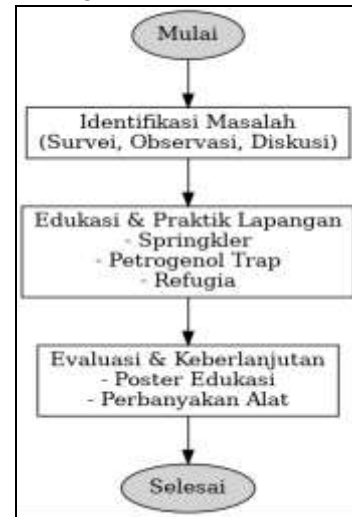 Mulai
Identifikasi Masalah
(Survei, Observasi, Diskusi)
Edukasi & Praktik Lapangan
- Springkler
- Petrogenol Trap
- Refugia
Evaluasi & Keberlanjutan
- Poster Edukasi
- Perbanyakan Alat
Selesai